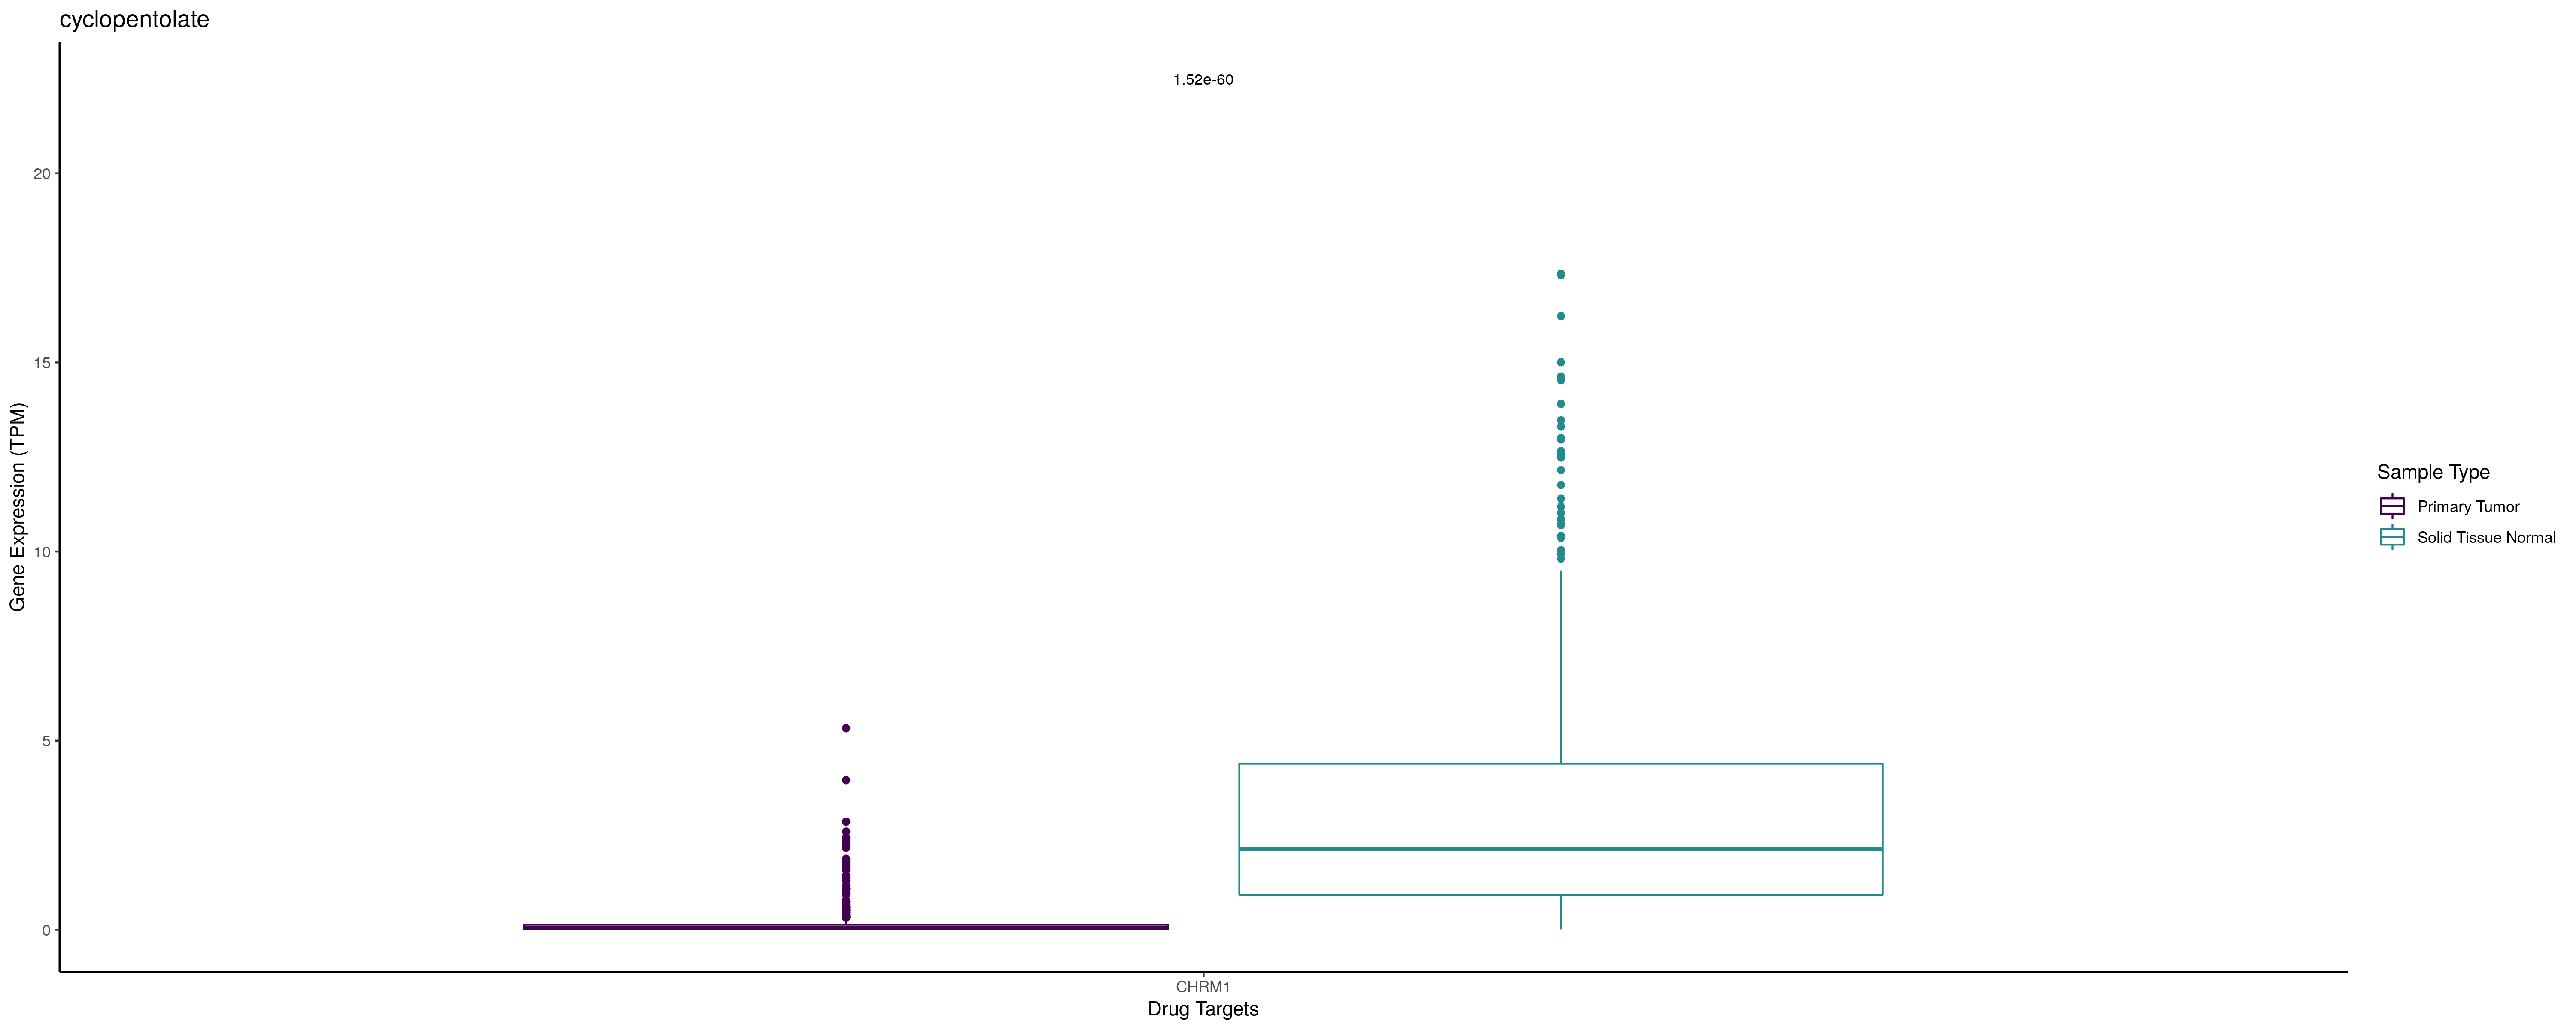 cyclopentolate
1.52e-60
20
15
10
5
0
Gene Expression (TPM)
CHRM1
Drug Targets
Sample Type
Primary Tumor
Solid Tissue Normal